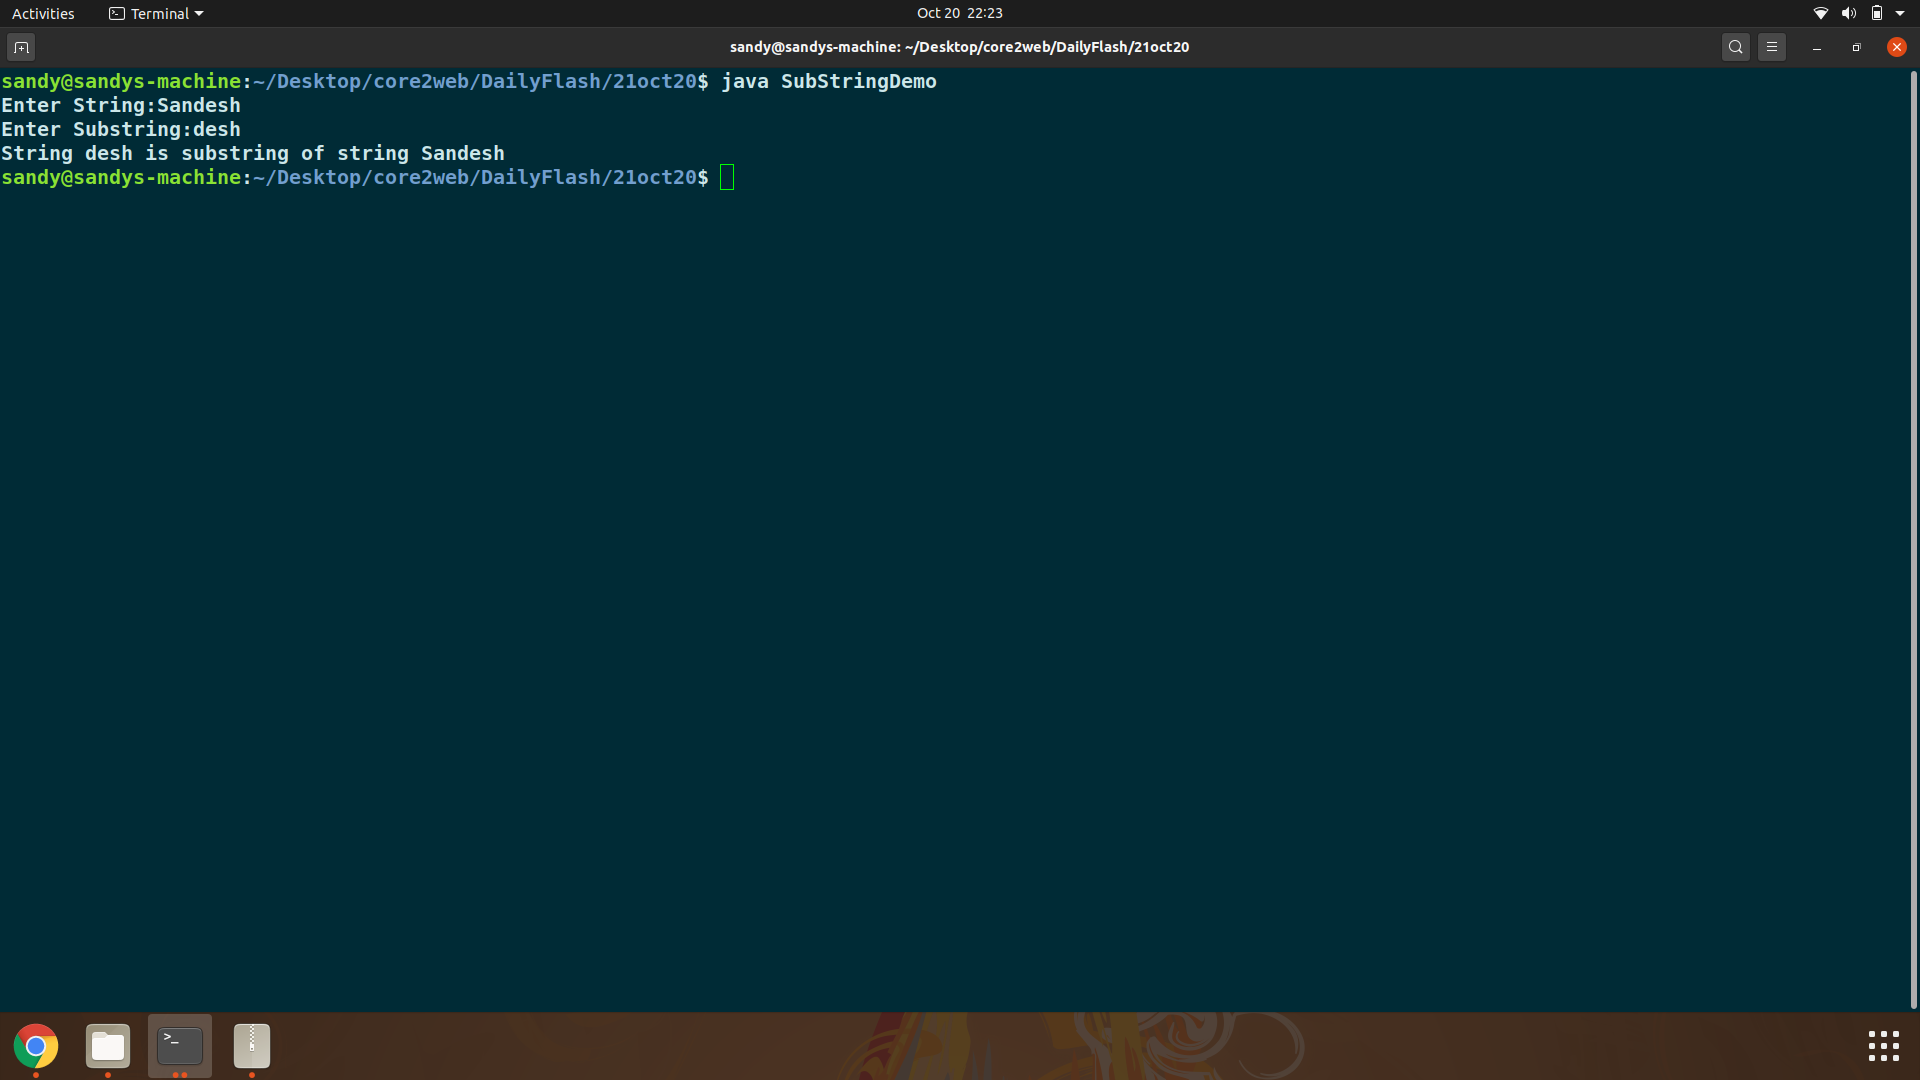 Activities
Terminal
Oct 20 22:23
sandy@sandys-machine: ~/Desktop/core2web/DailyFlash/21oct20
sandy@sandys-machine:~/Desktop/core2web/DailyFlash/21oct20$ java SubStringDemo
Enter String:Sandesh
Enter Substring:desh
String desh is substring of string Sandesh
sandy@sandys-machine:~/Desktop/core2web/DailyFlash/21oct20$
>_